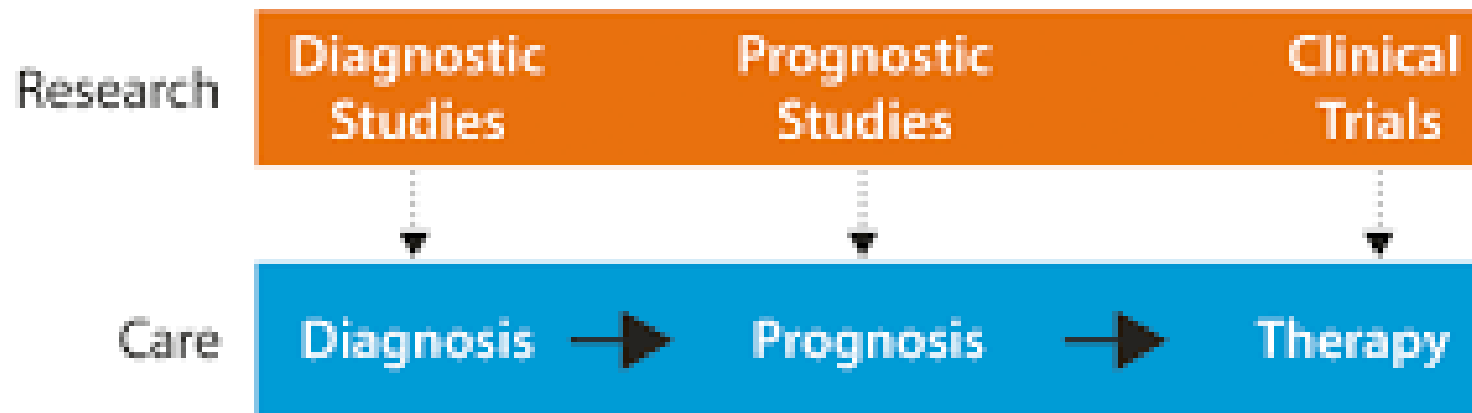 Research
Diagnostic
Studies
Prognostic
Studies
Clinical
Trials
Care
Diagnosis
Prognosis
Therapy